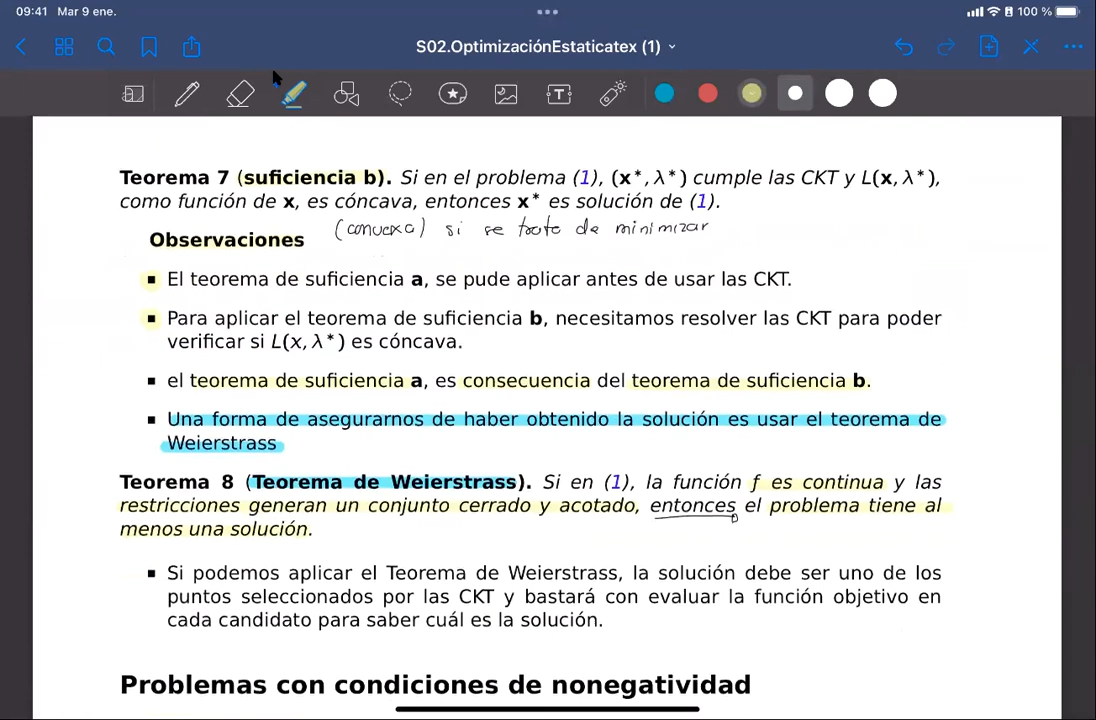 09:41 Mar 9 ene.
100 %
S02.OptimizaciónEstaticatex (1)
Teorema 7 (suficiencia b). Si en el problema (1), (x*, λ*) cumple las CKT y L(x, λ*),
como función de x, es cóncava, entonces x* es solución de (1).
(convexa) si se trata de minimizar
Observaciones
▪ El teorema de suficiencia a, se pude aplicar antes de usar las CKT.
▪ Para aplicar el teorema de suficiencia b, necesitamos resolver las CKT para poder
verificar si L(x, λ*) es cóncava.
▪ el teorema de suficiencia a, es consecuencia del teorema de suficiencia b.
▪ Una forma de asegurarnos de haber obtenido la solución es usar el teorema de
Weierstrass
Teorema 8 (Teorema de Weierstrass). Si en (1), la función f es continua y las
restricciones generan un conjunto cerrado y acotado, entonces el problema tiene al
menos una solución.
▪ Si podemos aplicar el Teorema de Weierstrass, la solución debe ser uno de los
puntos seleccionados por las CKT y bastará con evaluar la función objetivo en
cada candidato para saber cuál es la solución.
Problemas con condiciones de nonegatividad